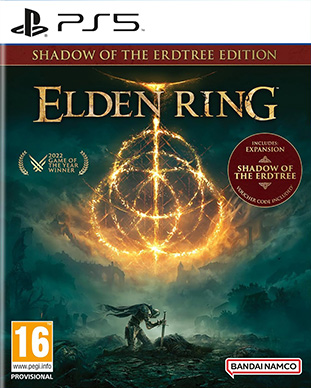 PS5
SHADOW OF THE ERDTREE EDITION
ELDEN RING
2022
GAME OF
THE YEAR
WINNER
INCLUDES:
EXPANSION
SHADOW OF
THE ERDTREE
VOUCHER CODE INCLUDED!
16
www.pegi.info
PROVISIONAL
BANDAI NAMCO